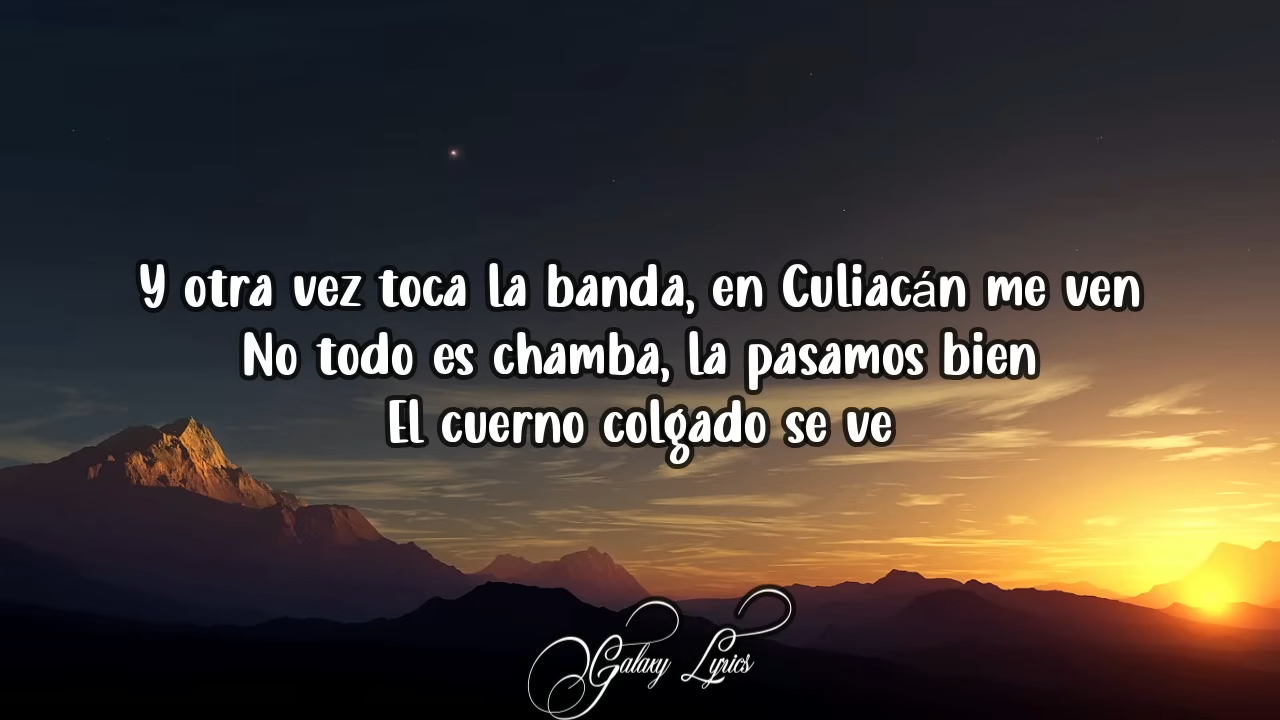 Y otra vez toca la banda, en Culiacán me ven
No todo es chamba, la pasamos bien
El cuerno colgado se ve
Galaxy Lyrics